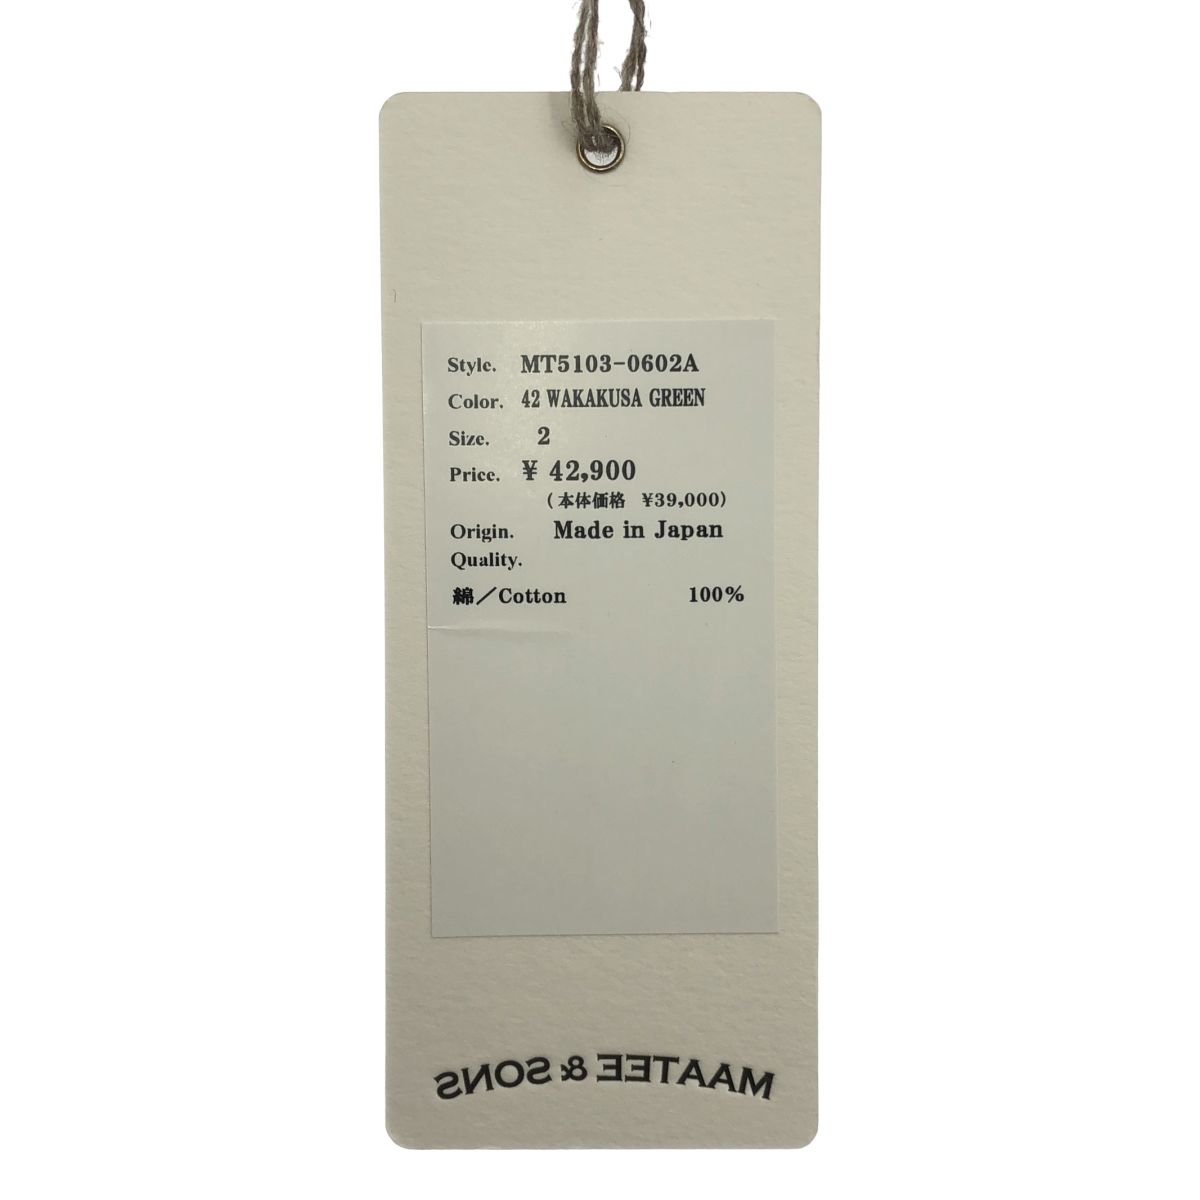 Style. MT5103-0602A
Color. 42 WAKAKUSA GREEN
Size. 2
Price. ¥ 42,900
(本体価格 ¥39,000)
Origin. Made in Japan
Quality.
綿／Cotton 100%
MAATEE & SONS